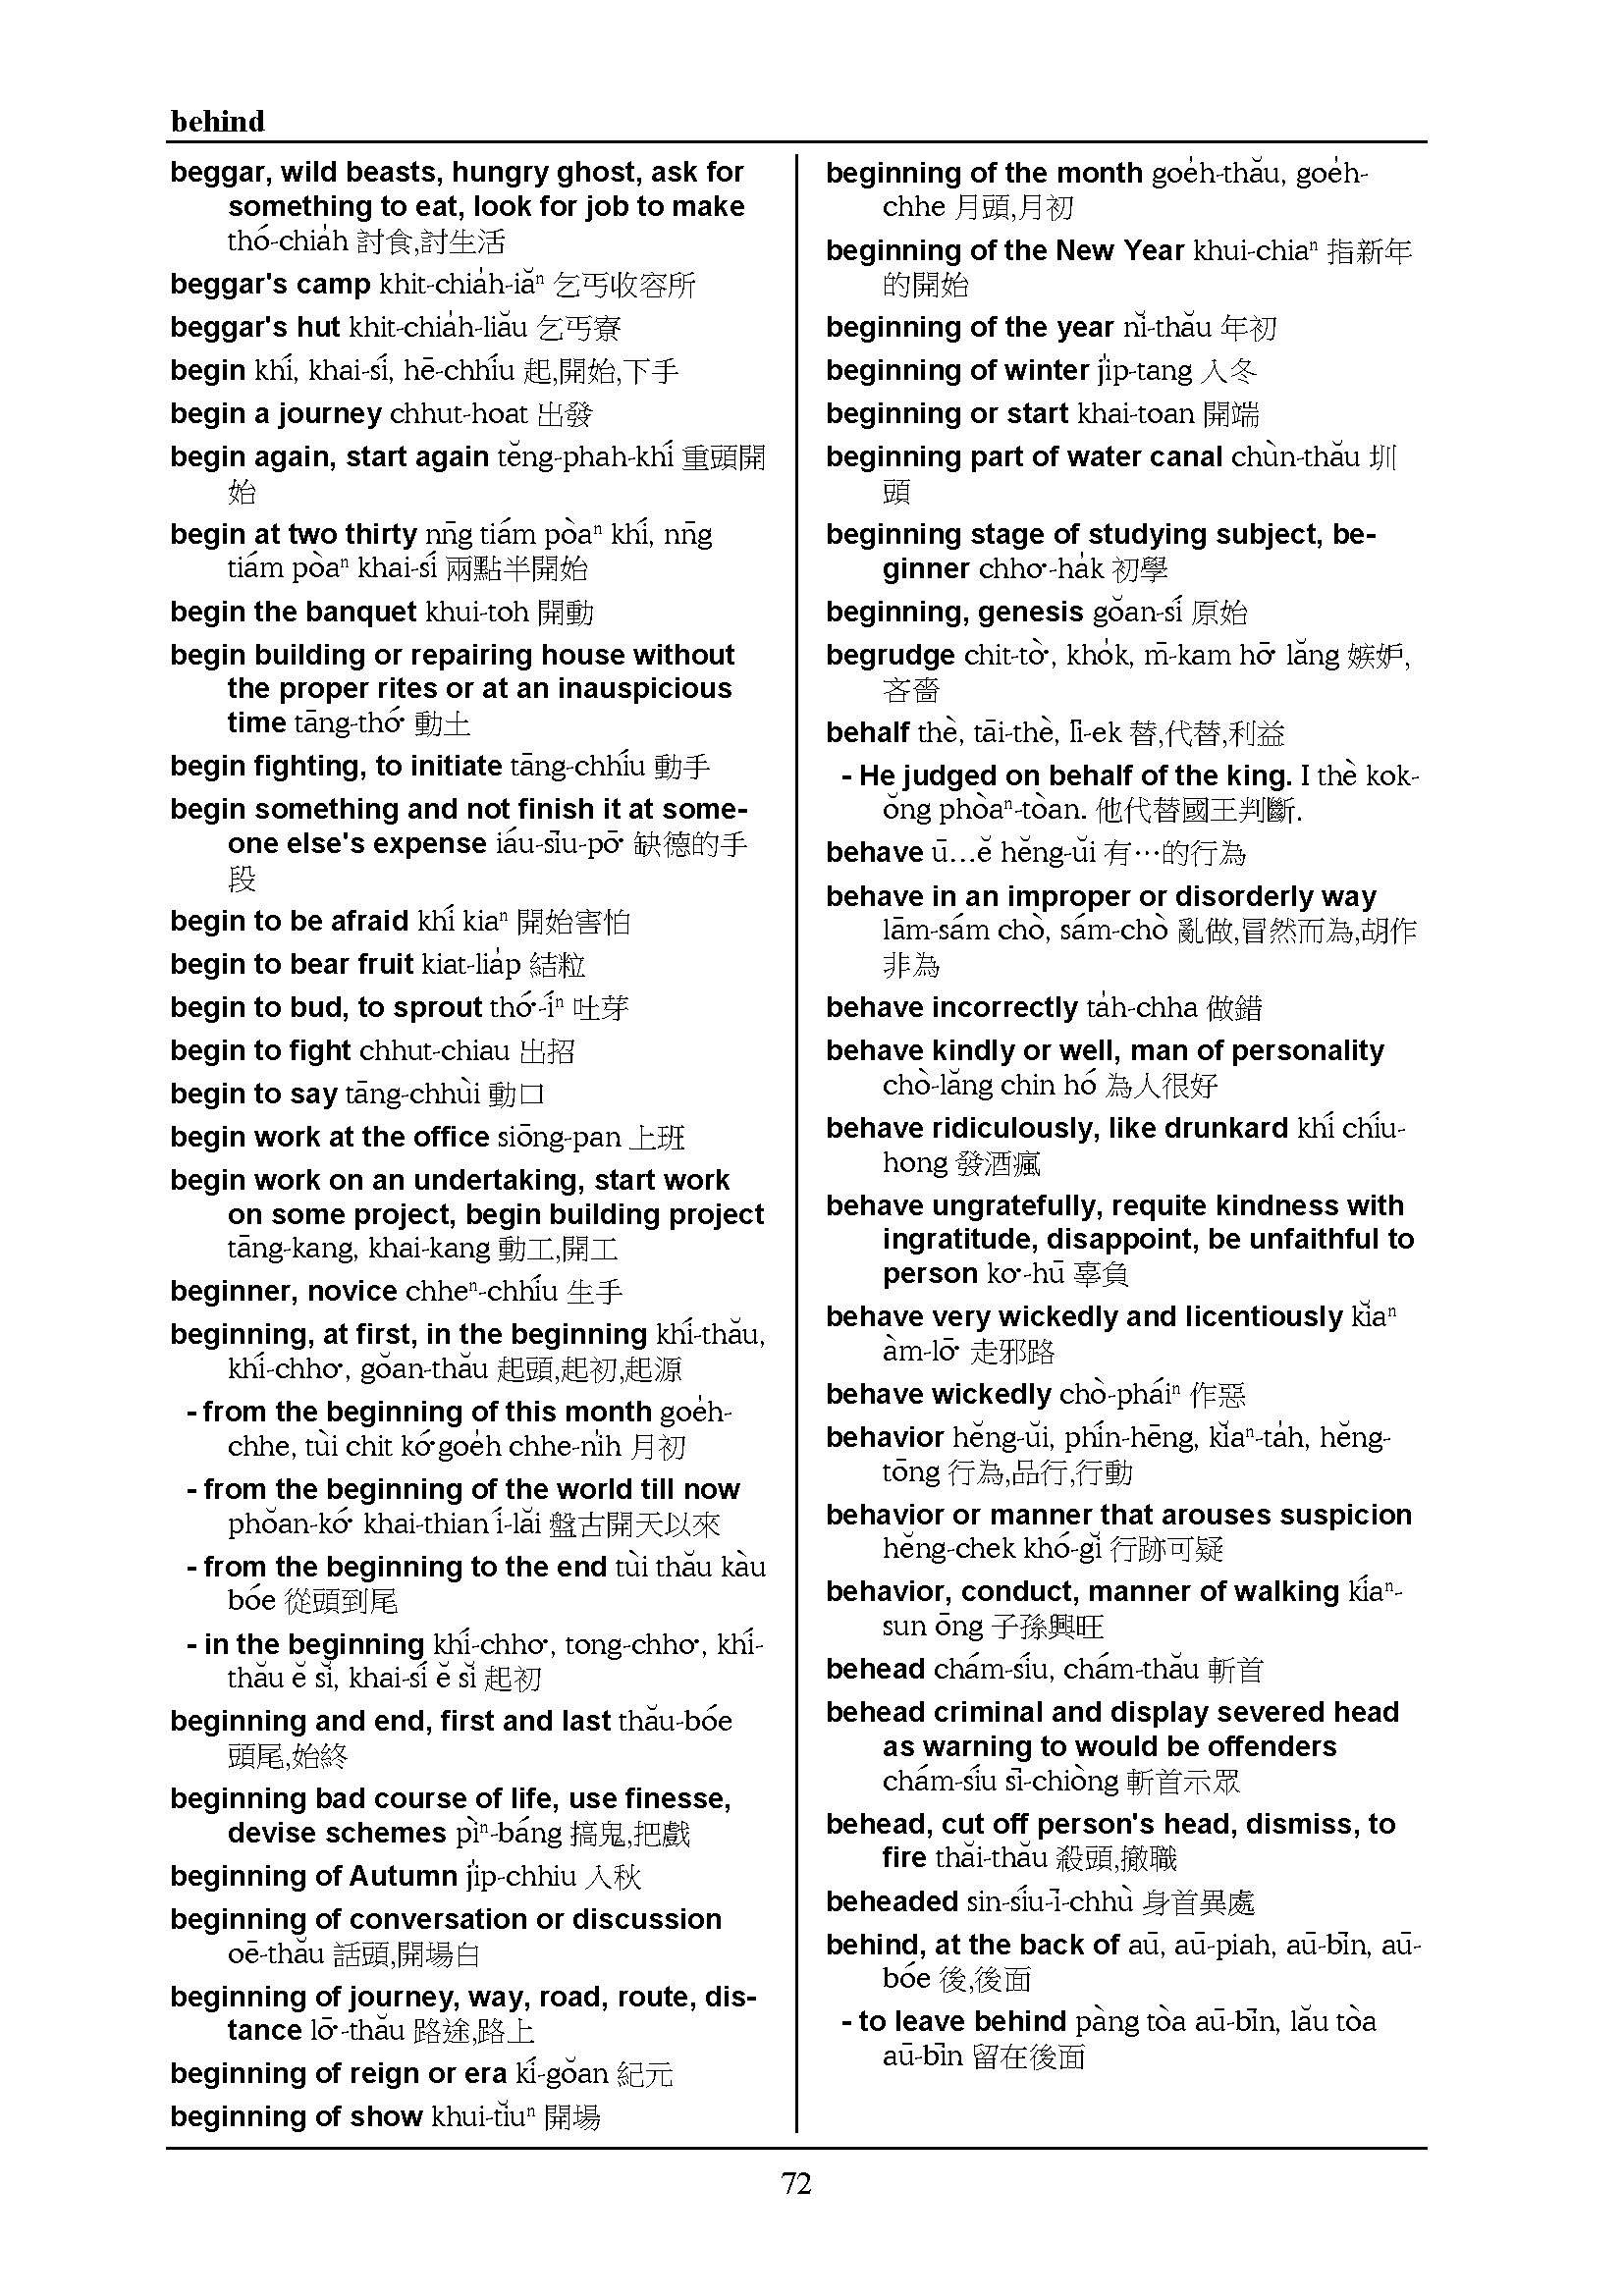 behind
beggar, wild beasts, hungry ghost, ask for
something to eat, look for job to make
thó-chia̍h 討食,討生活
beggar's camp khit-chia̍h-iăⁿ 乞丐收容所
beggar's hut khit-chia̍h-liău 乞丐寮
begin khí, khai-sí, hē-chhíu 起,開始,下手
begin a journey chhut-hoat 出發
begin again, start again tĕng-phah-khí 重頭開
始
begin at two thirty nn̄g tiám pòaⁿ khí, nn̄g
tiám pòaⁿ khai-sí 兩點半開始
begin the banquet khui-toh 開動
begin building or repairing house without
the proper rites or at an inauspicious
time tāng-thó͘ 動土
begin fighting, to initiate tāng-chhíu 動手
begin something and not finish it at some-
one else's expense iáu-sīu-pō͘ 缺德的手
段
begin to be afraid khí kiaⁿ 開始害怕
begin to bear fruit kiat-lia̍p 結粒
begin to bud, to sprout thó͘-íⁿ 吐芽
begin to fight chhut-chiau 出招
begin to say tāng-chhùi 動口
begin work at the office siōng-pan 上班
begin work on an undertaking, start work
on some project, begin building project
tāng-kang, khai-kang 動工,開工
beginner, novice chheⁿ-chhíu 生手
beginning, at first, in the beginning khí-thău,
khí-chho͘, gŏan-thău 起頭,起初,起源
- from the beginning of this month goe̍h-
chhe, tùi chit kó͘ goe̍h chhe-ni̍h 月初
- from the beginning of the world till now
phŏan-kó͘ khai-thian í-lăi 盤古開天以來
- from the beginning to the end tùi thău kàu
bóe 從頭到尾
- in the beginning khí-chho͘, tong-chho͘, khí-
thău ĕ sĭ, khai-sí ĕ sĭ 起初
beginning and end, first and last thău-bóe
頭尾,始終
beginning bad course of life, use finesse,
devise schemes pìⁿ-báng 搞鬼,把戲
beginning of Autumn ji̍p-chhiu 入秋
beginning of conversation or discussion
oē-thău 話頭,開場白
beginning of journey, way, road, route, dis-
tance lō͘-thău 路途,路上
beginning of reign or era kí-gŏan 紀元
beginning of show khui-tĭuⁿ 開場
beginning of the month goe̍h-thău, goe̍h-
chhe 月頭,月初
beginning of the New Year khui-chiaⁿ 指新年
的開始
beginning of the year nĭ-thău 年初
beginning of winter ji̍p-tang 入冬
beginning or start khai-toan 開端
beginning part of water canal chùn-thău 圳
頭
beginning stage of studying subject, be-
ginner chho͘-ha̍k 初學
beginning, genesis gŏan-sí 原始
begrudge chit-tò͘, kho̍k, m̄-kam hō͘ lăng 嫉妒,
吝嗇
behalf thè, tāi-thè, lī-ek 替,代替,利益
- He judged on behalf of the king. I thè kok-
ŏng phòaⁿ-tòan. 他代替國王判斷.
behave ū...ĕ hĕng-ŭi 有⋯的行為
behave in an improper or disorderly way
lām-sám chò, sám-chò 亂做,冒然而為,胡作
非為
behave incorrectly ta̍h-chha 做錯
behave kindly or well, man of personality
chò-lăng chin hó 為人很好
behave ridiculously, like drunkard khí chíu-
hong 發酒瘋
behave ungratefully, requite kindness with
ingratitude, disappoint, be unfaithful to
person ko͘-hū 辜負
behave very wickedly and licentiously kĭaⁿ
àm-lō͘ 走邪路
behave wickedly chò-pháiⁿ 作惡
behavior hĕng-ŭi, phín-hēng, kĭaⁿ-ta̍h, hĕng-
tōng 行為,品行,行動
behavior or manner that arouses suspicion
hĕng-chek khó-gĭ 行跡可疑
behavior, conduct, manner of walking kíaⁿ-
sun ōng 子孫興旺
behead chám-síu, chám-thău 斬首
behead criminal and display severed head
as warning to would be offenders
chám-síu sī-chiòng 斬首示眾
behead, cut off person's head, dismiss, to
fire thăi-thău 殺頭,撤職
beheaded sin-síu-ī-chhù 身首異處
behind, at the back of aū, aū-piah, aū-bīn, aū-
bóe 後,後面
- to leave behind pàng tòa aū-bīn, lău tòa
aū-bīn 留在後面
72